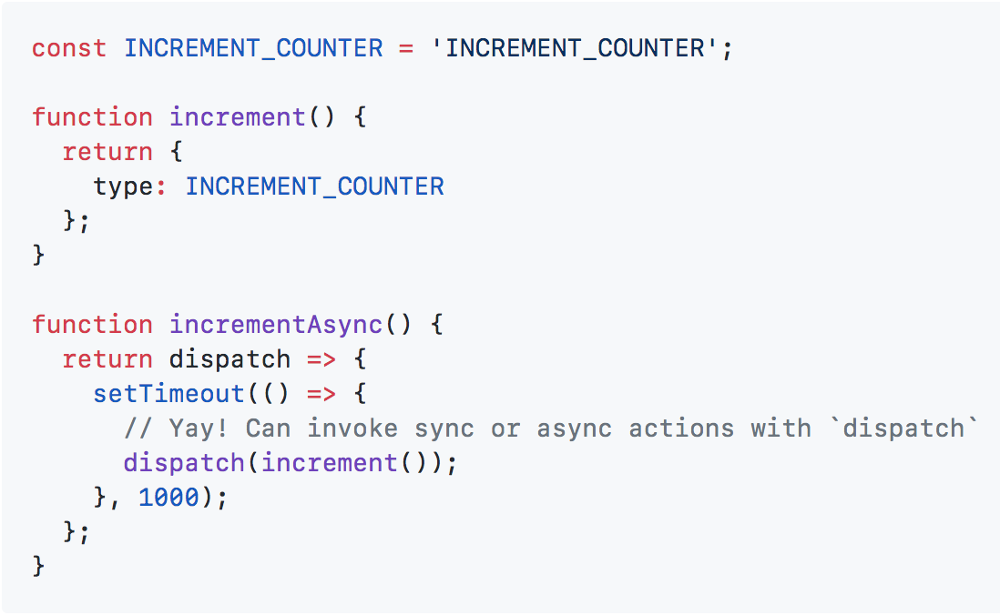 const INCREMENT_COUNTER = 'INCREMENT_COUNTER';

function increment() {
  return {
    type: INCREMENT_COUNTER
  };
}

function incrementAsync() {
  return dispatch => {
    setTimeout(() => {
      // Yay! Can invoke sync or async actions with `dispatch`
      dispatch(increment());
    }, 1000);
  };
}